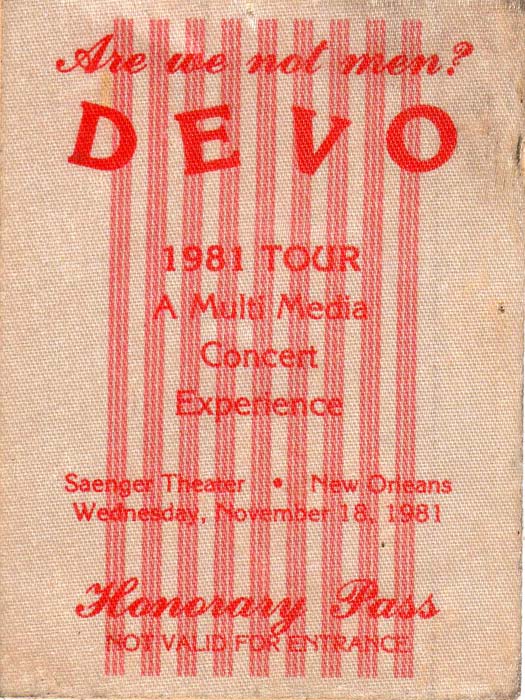 Are we not men?
DEVO
1981 TOUR
A Multi Media
Concert
Experience
Saenger Theater • New Orleans
Wednesday, November 18, 1981
Honorary Pass
NOT VALID FOR ENTRANCE